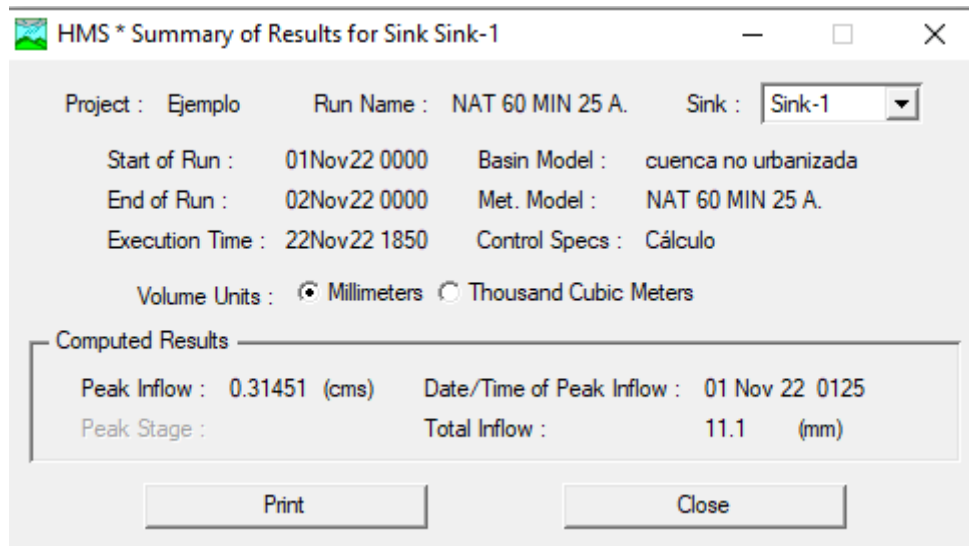 HMS * Summary of Results for Sink Sink-1
Project : Ejemplo Run Name : NAT 60 MIN 25 A. Sink : Sink-1
Start of Run : 01Nov22 0000 Basin Model : cuenca no urbanizada
End of Run : 02Nov22 0000 Met. Model : NAT 60 MIN 25 A.
Execution Time : 22Nov22 1850 Control Specs : Cálculo
Volume Units : Millimeters Thousand Cubic Meters
Computed Results
Peak Inflow : 0.31451 (cms) Date/Time of Peak Inflow : 01 Nov 22 0125
Peak Stage : Total Inflow : 11.1 (mm)
Print Close